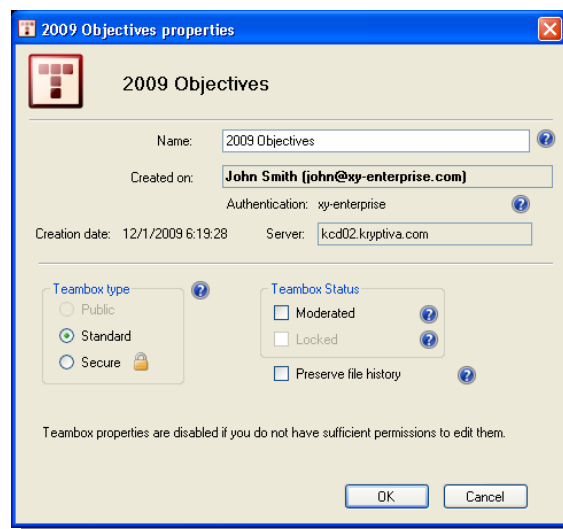 2009 Objectives properties
2009 Objectives
Name: 2009 Objectives
Created on: John Smith (john@xy-enterprise.com)
Authentication: xy-enterprise
Creation date: 12/1/2009 6:19:28 Server: kcd02.kryptiva.com
Teambox type
Public
Standard
Secure
Teambox Status
Moderated
Locked
Preserve file history
Teambox properties are disabled if you do not have sufficient permissions to edit them.
OK Cancel